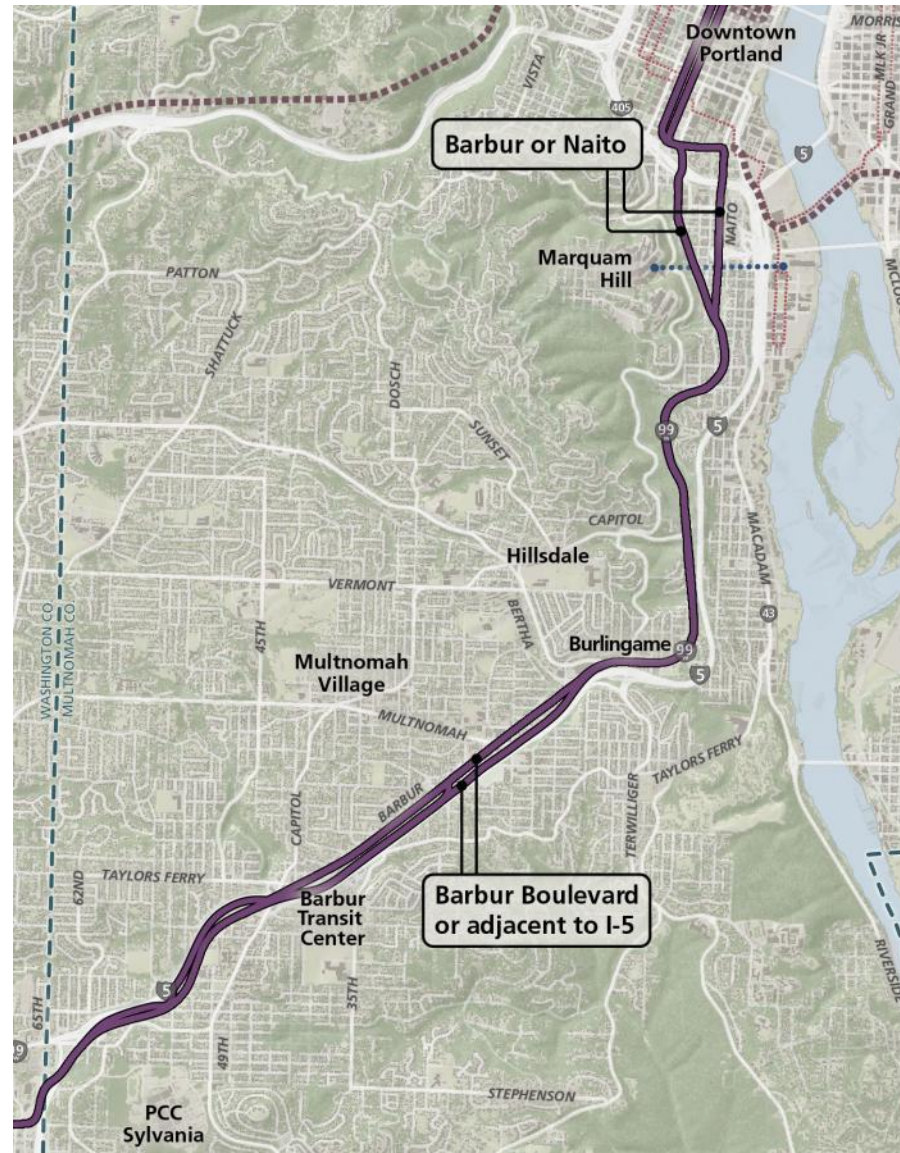 Downtown
Portland
MORRIS
MLK JR
GRAND
VISTA
405
Barbur or Naito
5
NAITO
Marquam
Hill
PATTON
SHATTUCK
DOSCH
SUNSET
99
5
MCLOU
CAPITOL
MACADAM
Hillsdale
VERMONT
BERTHA
43
45TH
WASHINGTON CO
MULTNOMAH CO
Burlingame
99
5
Multnomah
Village
MULTNOMAH
TAYLORS FERRY
BARBUR
CAPITOL
TERWILLIGER
62ND
TAYLORS FERRY
Barbur
Transit
Center
Barbur Boulevard
or adjacent to I-5
RIVERSIDE
5
35TH
65TH
49TH
99
STEPHENSON
PCC
Sylvania